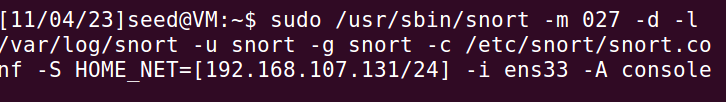 [11/04/23]seed@VM:~$ sudo /usr/sbin/snort -m 027 -d -l
/var/log/snort -u snort -g snort -c /etc/snort/snort.co
nf -S HOME_NET=[192.168.107.131/24] -i ens33 -A console